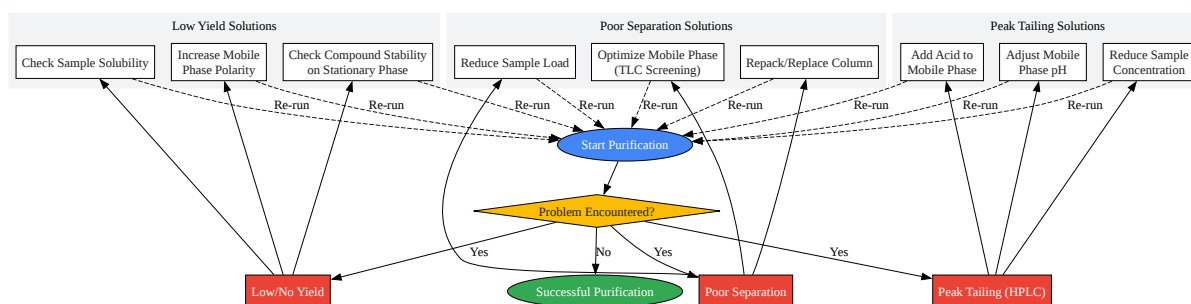 Low Yield Solutions
Poor Separation Solutions
Peak Tailing Solutions
Check Sample Solubility
Increase Mobile
Phase Polarity
Check Compound Stability
on Stationary Phase
Reduce Sample Load
Optimize Mobile Phase
(TLC Screening)
Repack/Replace Column
Add Acid to
Mobile Phase
Adjust Mobile
Phase pH
Reduce Sample
Concentration
Re-run
Re-run
Re-run
Re-run
Re-run
Re-run
Re-run
Re-run
Re-run
Start Purification
Problem Encountered?
Yes
No
Yes
Yes
Low/No Yield
Successful Purification
Poor Separation
Peak Tailing (HPLC)